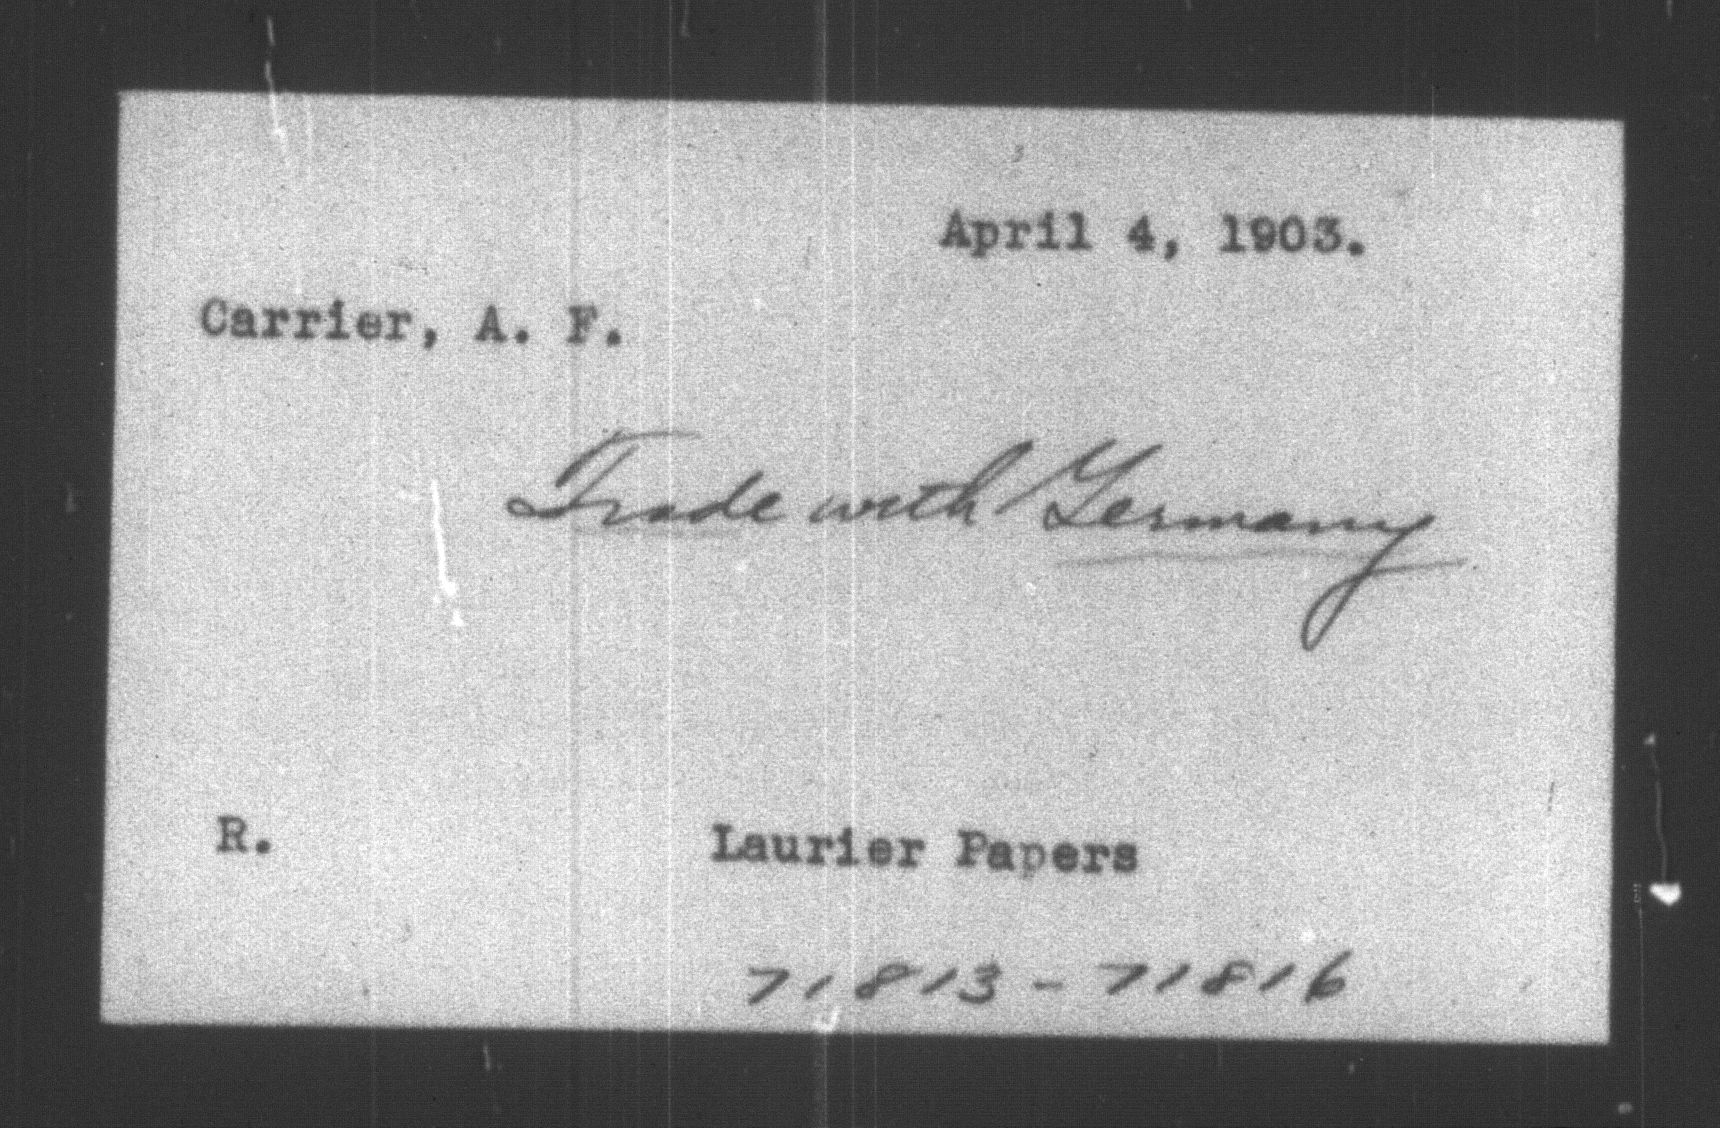 April 4, 1903.
Carrier, A. F.
Trade with Germany
R.
Laurier Papers
71813-71816